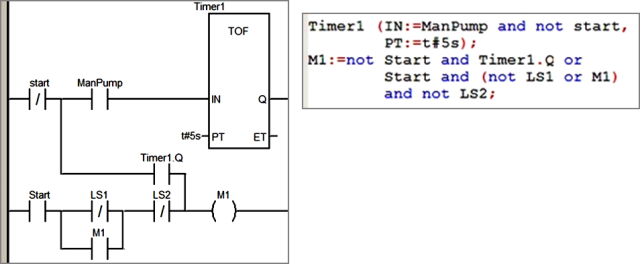 Timer1
TOF
start
ManPump
IN
Q
t#5s
PT
ET
Timer1.Q
Start
LS1
LS2
M1
M1
Timer1 (IN:=ManPump and not start,
PT:=t#5s);
M1:=not Start and Timer1.Q or
Start and (not LS1 or M1)
and not LS2;